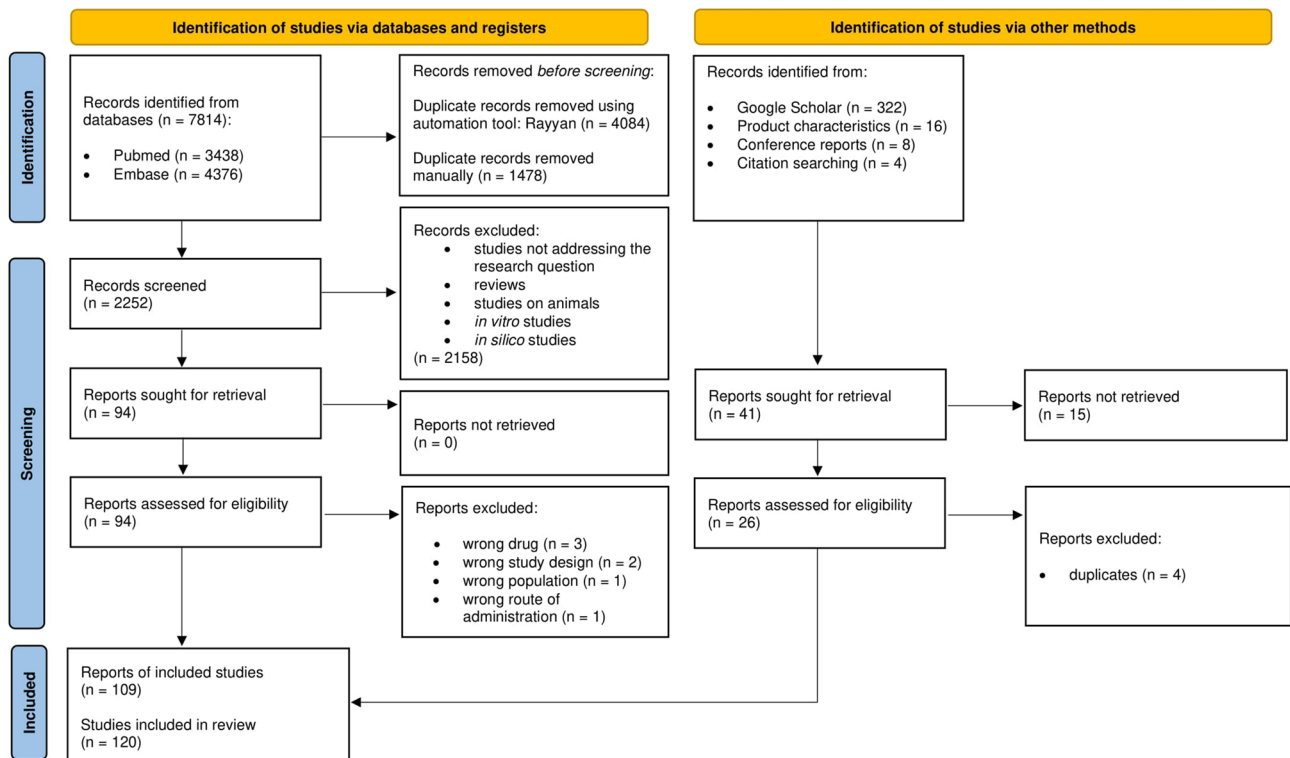 Identification of studies via databases and registers
Identification of studies via other methods
Identification
Records identified from
databases (n = 7814):
• Pubmed (n = 3438)
• Embase (n = 4376)
Records removed before screening:
Duplicate records removed using
automation tool: Rayyan (n = 4084)
Duplicate records removed
manually (n = 1478)
Records identified from:
• Google Scholar (n = 322)
• Product characteristics (n = 16)
• Conference reports (n = 8)
• Citation searching (n = 4)
Screening
Records screened
(n = 2252)
Records excluded:
• studies not addressing the
research question
• reviews
• studies on animals
• in vitro studies
• in silico studies
(n = 2158)
Reports sought for retrieval
(n = 94)
Reports not retrieved
(n = 0)
Reports sought for retrieval
(n = 41)
Reports not retrieved
(n = 15)
Reports assessed for eligibility
(n = 94)
Reports excluded:
• wrong drug (n = 3)
• wrong study design (n = 2)
• wrong population (n = 1)
• wrong route of
administration (n = 1)
Reports assessed for eligibility
(n = 26)
Reports excluded:
• duplicates (n = 4)
Included
Reports of included studies
(n = 109)
Studies included in review
(n = 120)